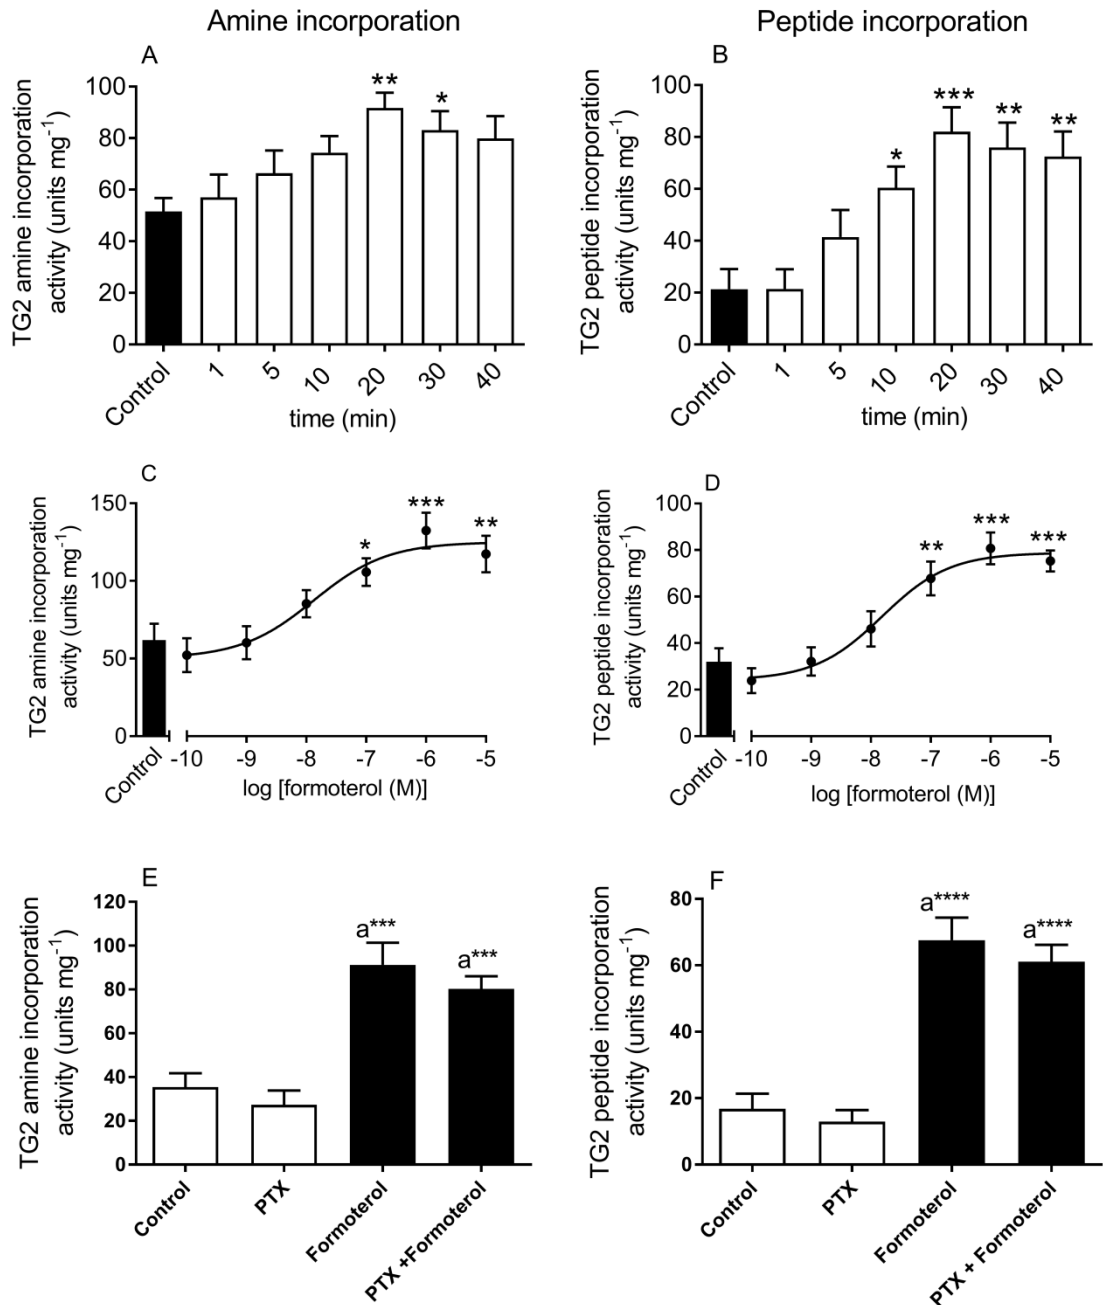 Amine incorporation
Peptide incorporation
A
TG2 amine incorporation
activity (units mg-1)
100
80
60
40
20
0
**
*
Control
1
5
10
20
30
40
time (min)
B
TG2 peptide incorporation
activity (units mg-1)
100
80
60
40
20
0
*
***
**
**
Control
1
5
10
20
30
40
time (min)
C
TG2 amine incorporation
activity (units mg-1)
150
100
50
0
*
***
**
Control
-10
-9
-8
-7
-6
-5
log [formoterol (M)]
D
TG2 peptide incorporation
activity (units mg-1)
100
80
60
40
20
0
**
***
***
Control
-10
-9
-8
-7
-6
-5
log [formoterol (M)]
E
TG2 amine incorporation
activity (units mg-1)
120
100
80
60
40
20
0
a***
a***
Control
PTX
Formoterol
PTX +Formoterol
F
TG2 peptide incorporation
activity (units mg-1)
80
60
40
20
0
a****
a****
Control
PTX
Formoterol
PTX + Formoterol